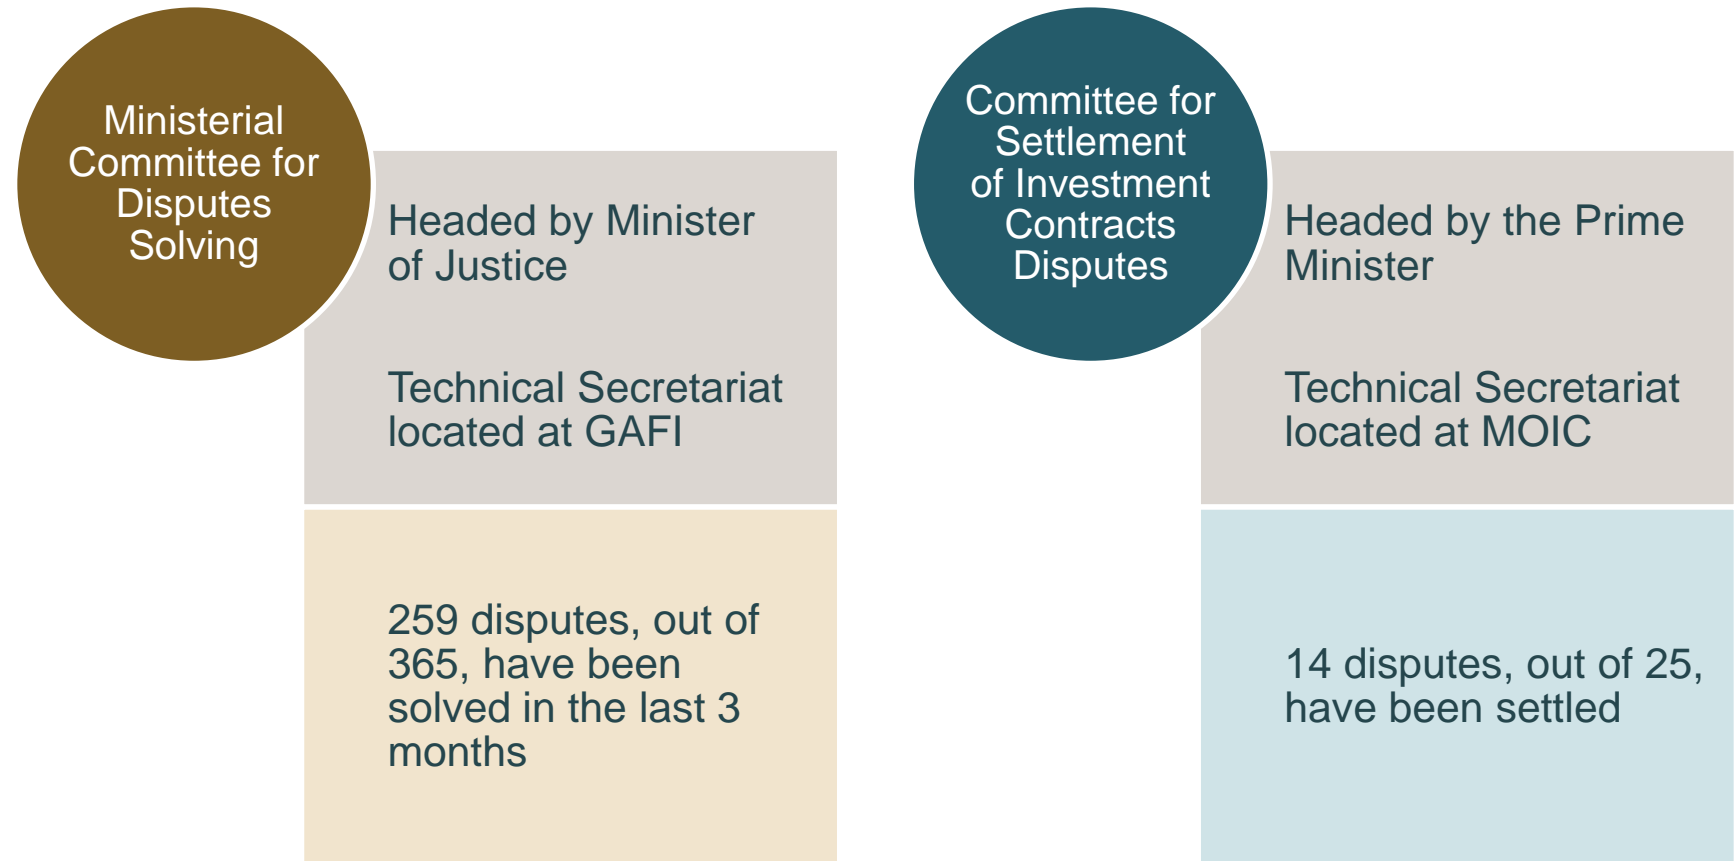 Ministerial
Committee for
Disputes
Solving
Headed by Minister
of Justice
Technical Secretariat
located at GAFI
259 disputes, out of
365, have been
solved in the last 3
months
Committee for
Settlement
of Investment
Contracts
Disputes
Headed by the Prime
Minister
Technical Secretariat
located at MOIC
14 disputes, out of 25,
have been settled